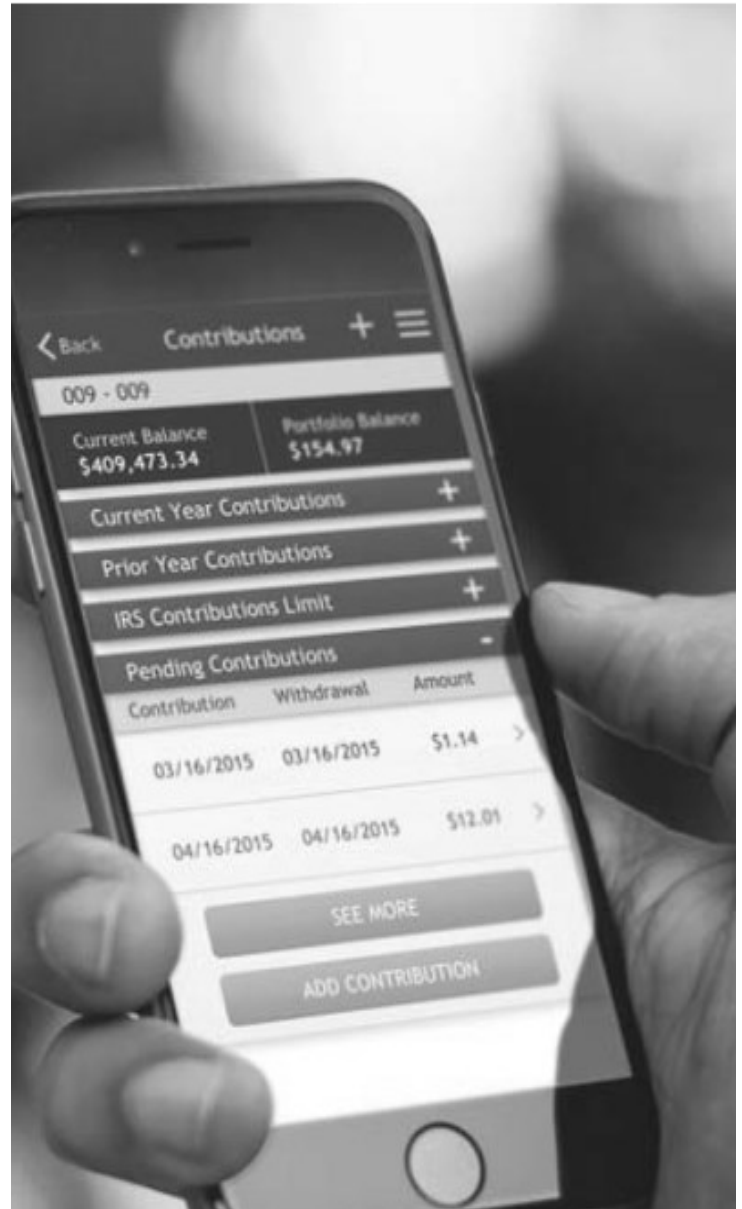 Back Contributions +
009 - 009
Current Balance Portfolio Balance
$409,473.34 $154.97
Current Year Contributions +
Prior Year Contributions +
IRS Contributions Limit +
Pending Contributions -
Contribution Withdrawal Amount
03/16/2015 03/16/2015 $1.14 >
04/16/2015 04/16/2015 $12.01 >
SEE MORE
ADD CONTRIBUTION